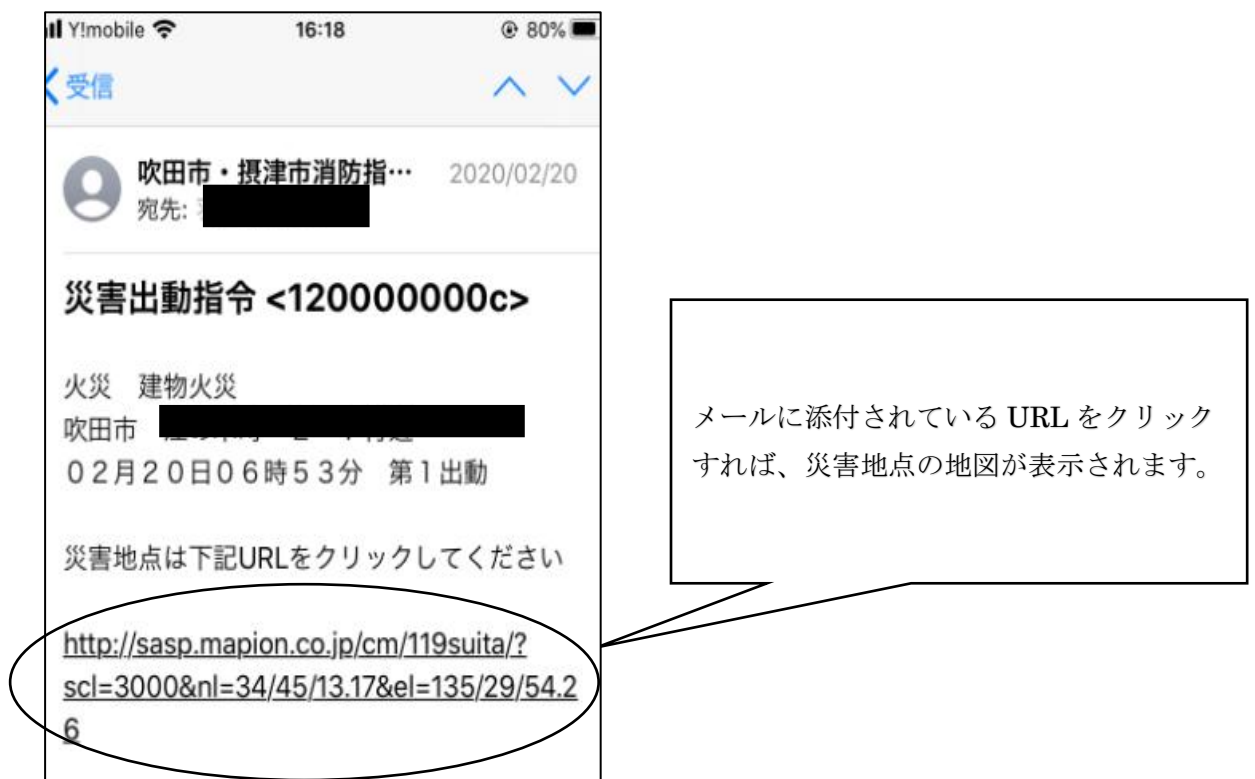 Y!mobile 16:18 80%
受信
吹田市・摂津市消防指… 2020/02/20
宛先:
災害出動指令 <120000000c>
火災　建物火災
吹田市
０２月２０日０６時５３分　第１出動
災害地点は下記URLをクリックしてください
http://sasp.mapion.co.jp/cm/119suita/?
scl=3000&nl=34/45/13.17&el=135/29/54.2
6
メールに添付されている URL をクリック
すれば、災害地点の地図が表示されます。